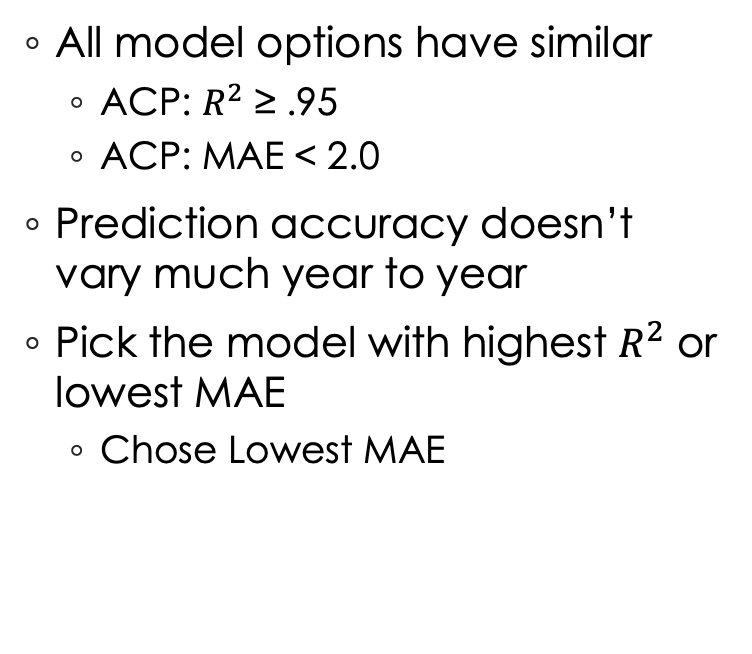 ◦ All model options have similar
◦ ACP: R² ≥ .95
◦ ACP: MAE < 2.0
◦ Prediction accuracy doesn’t
vary much year to year
◦ Pick the model with highest R² or
lowest MAE
◦ Chose Lowest MAE